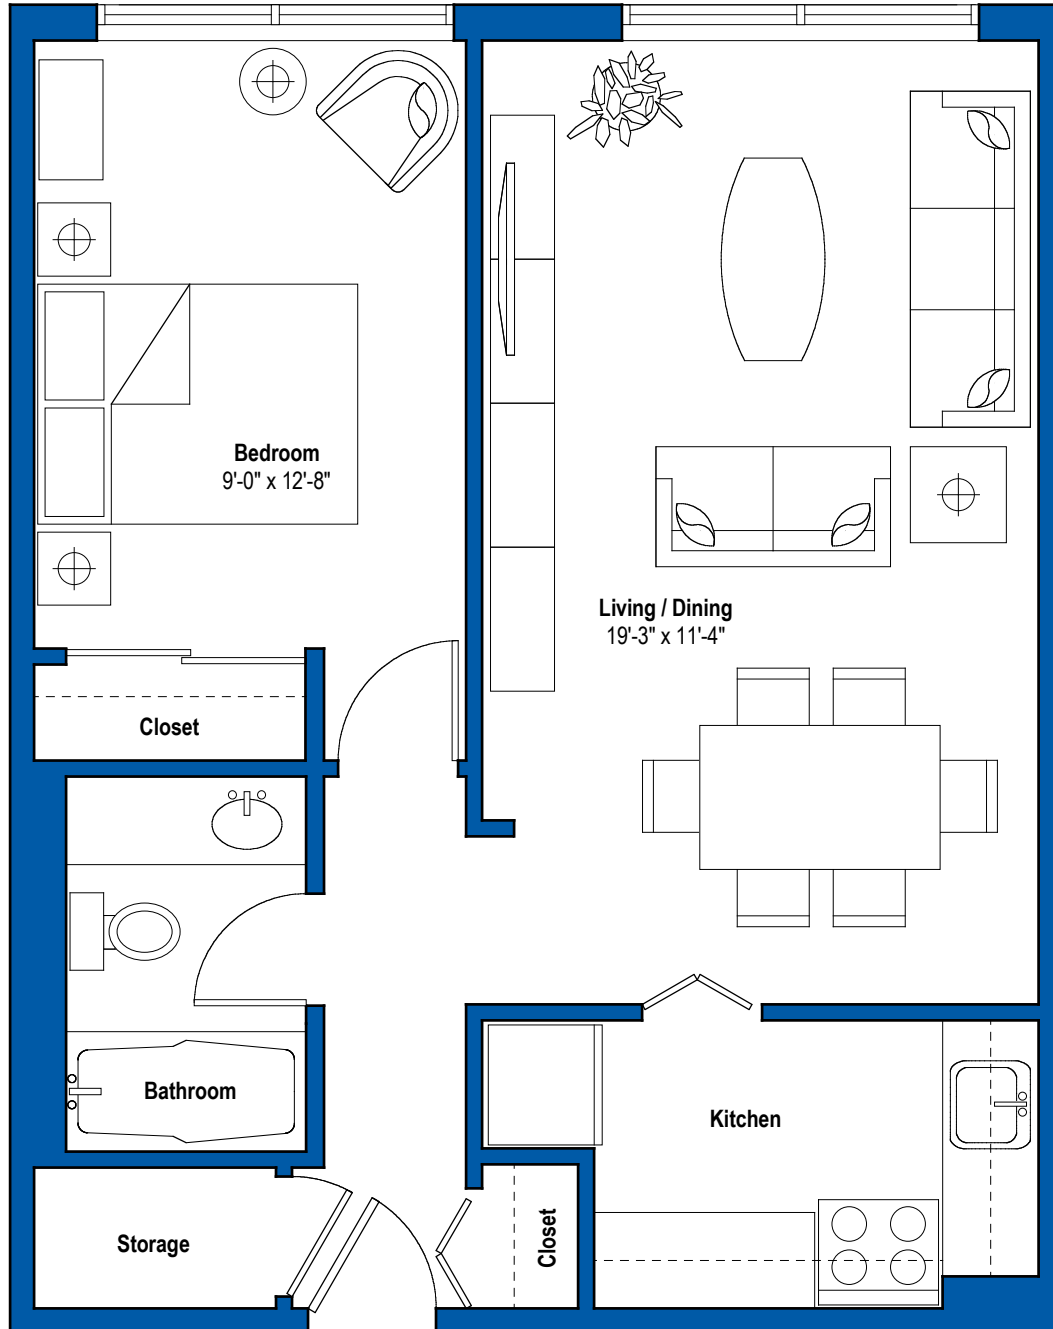 Bedroom
9'-0" x 12'-8"
Living / Dining
19'-3" x 11'-4"
Closet
Bathroom
Kitchen
Storage
Closet